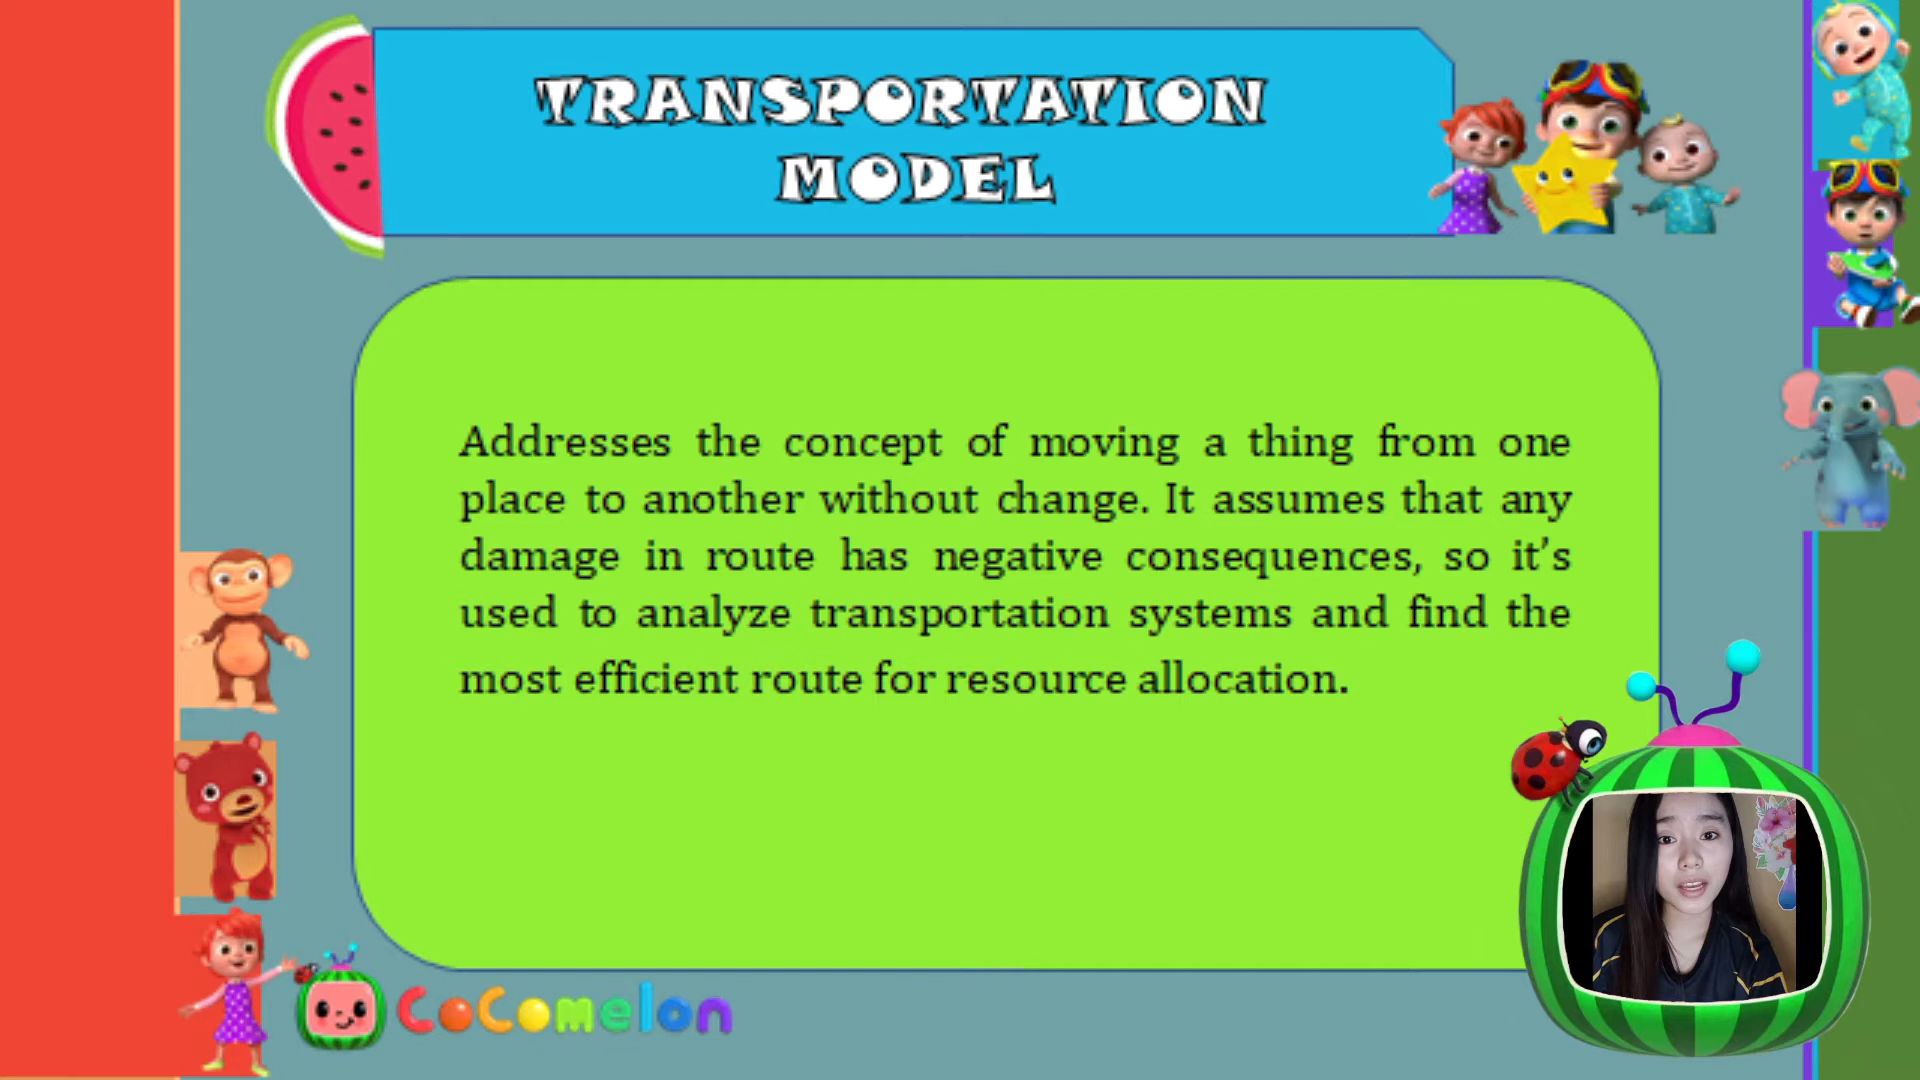 TRANSPORTATION
MODEL
Addresses the concept of moving a thing from one
place to another without change. It assumes that any
damage in route has negative consequences, so it's
used to analyze transportation systems and find the
most efficient route for resource allocation.
CoComelon